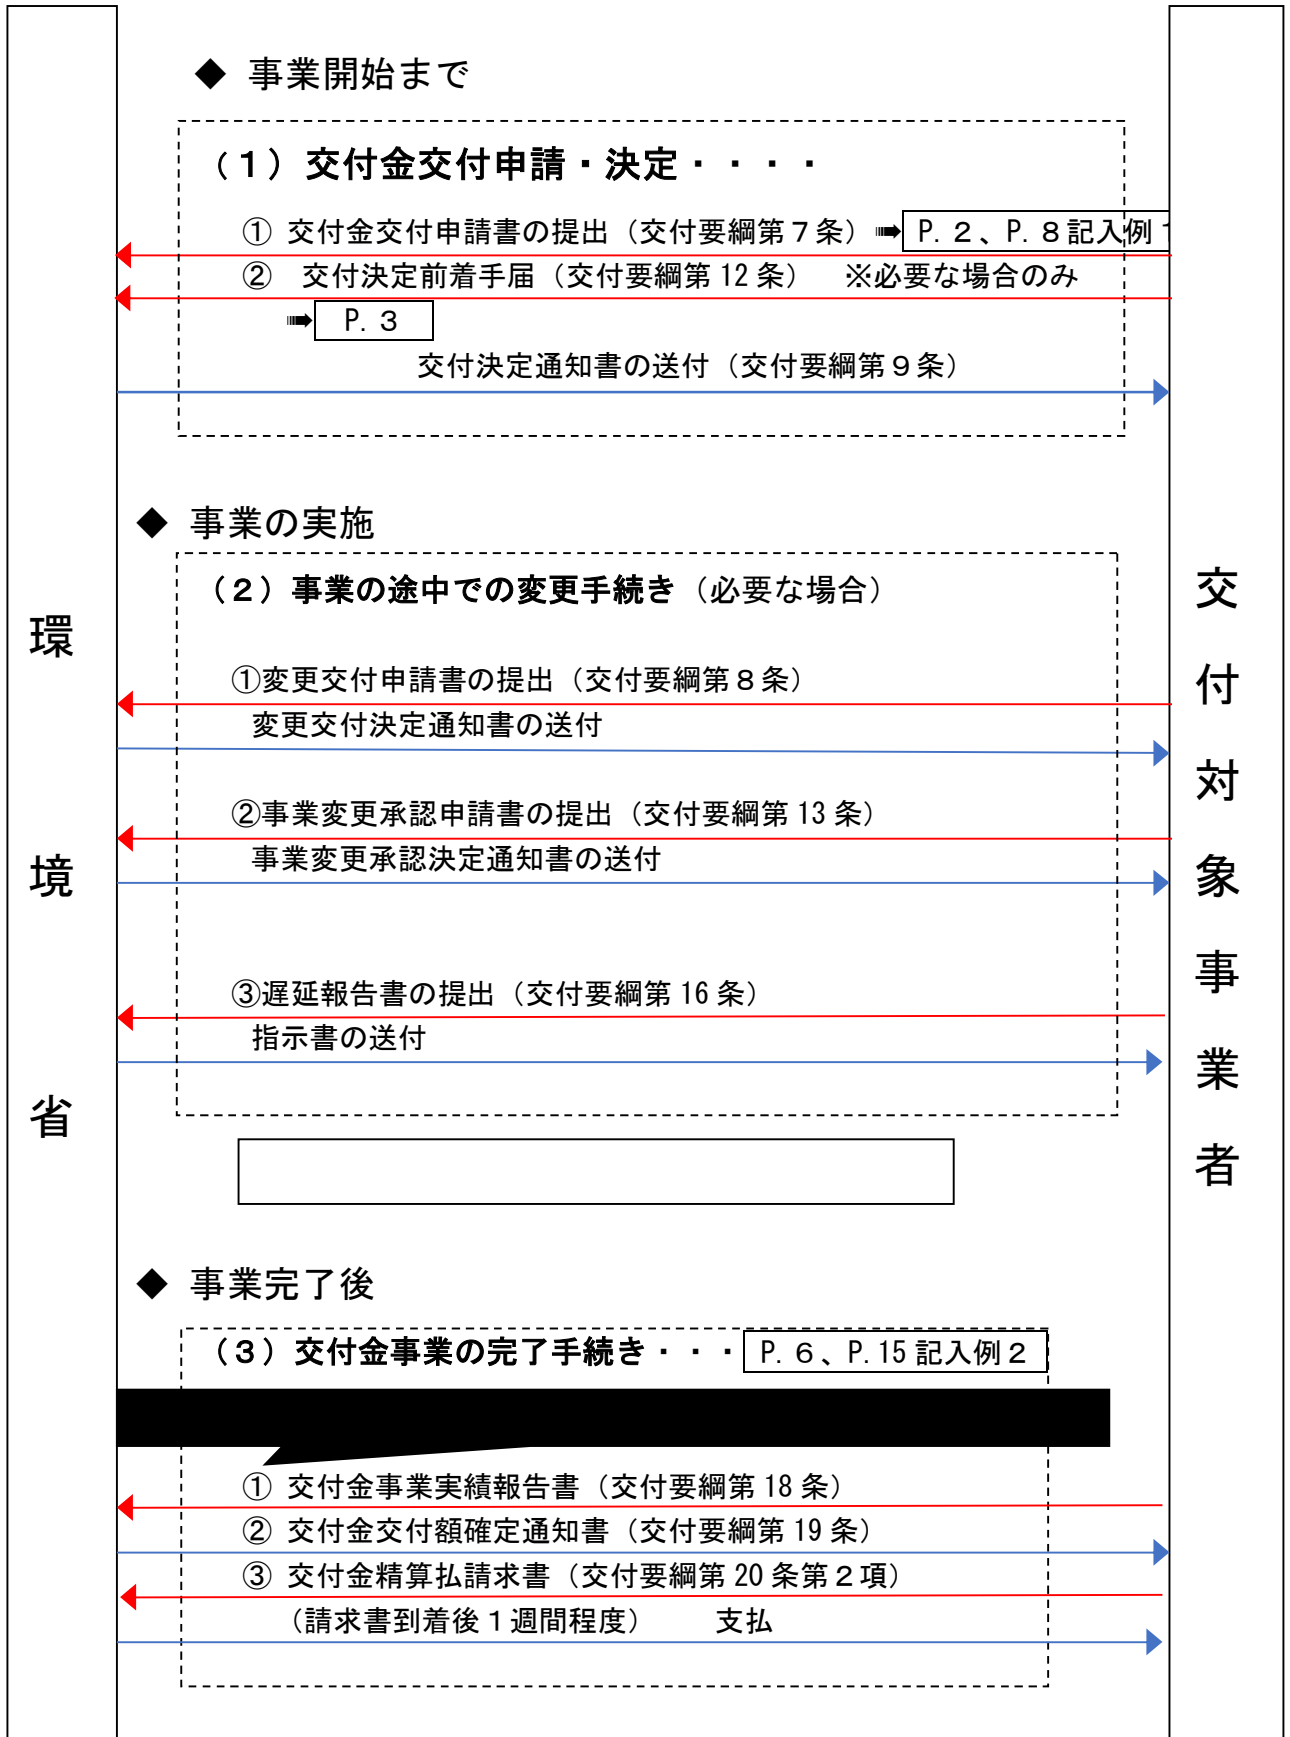 ◆ 事業開始まで
（１）交付金交付申請・決定・・・・
① 交付金交付申請書の提出（交付要綱第７条）➠ P.２、P.８記入例１
② 交付決定前着手届（交付要綱第 12 条） ※必要な場合のみ
➠ P.３
交付決定通知書の送付（交付要綱第９条）
◆ 事業の実施
（２）事業の途中での変更手続き（必要な場合）
①変更交付申請書の提出（交付要綱第８条）
変更交付決定通知書の送付
②事業変更承認申請書の提出（交付要綱第 13 条）
事業変更承認決定通知書の送付
③遅延報告書の提出（交付要綱第 16 条）
指示書の送付
◆ 事業完了後
（３）交付金事業の完了手続き・・・ P.６、P.15 記入例２
① 交付金事業実績報告書（交付要綱第 18 条）
② 交付金交付額確定通知書（交付要綱第 19 条）
③ 交付金精算払請求書（交付要綱第 20 条第２項）
（請求書到着後１週間程度） 支払
環境省
交付対象事業者